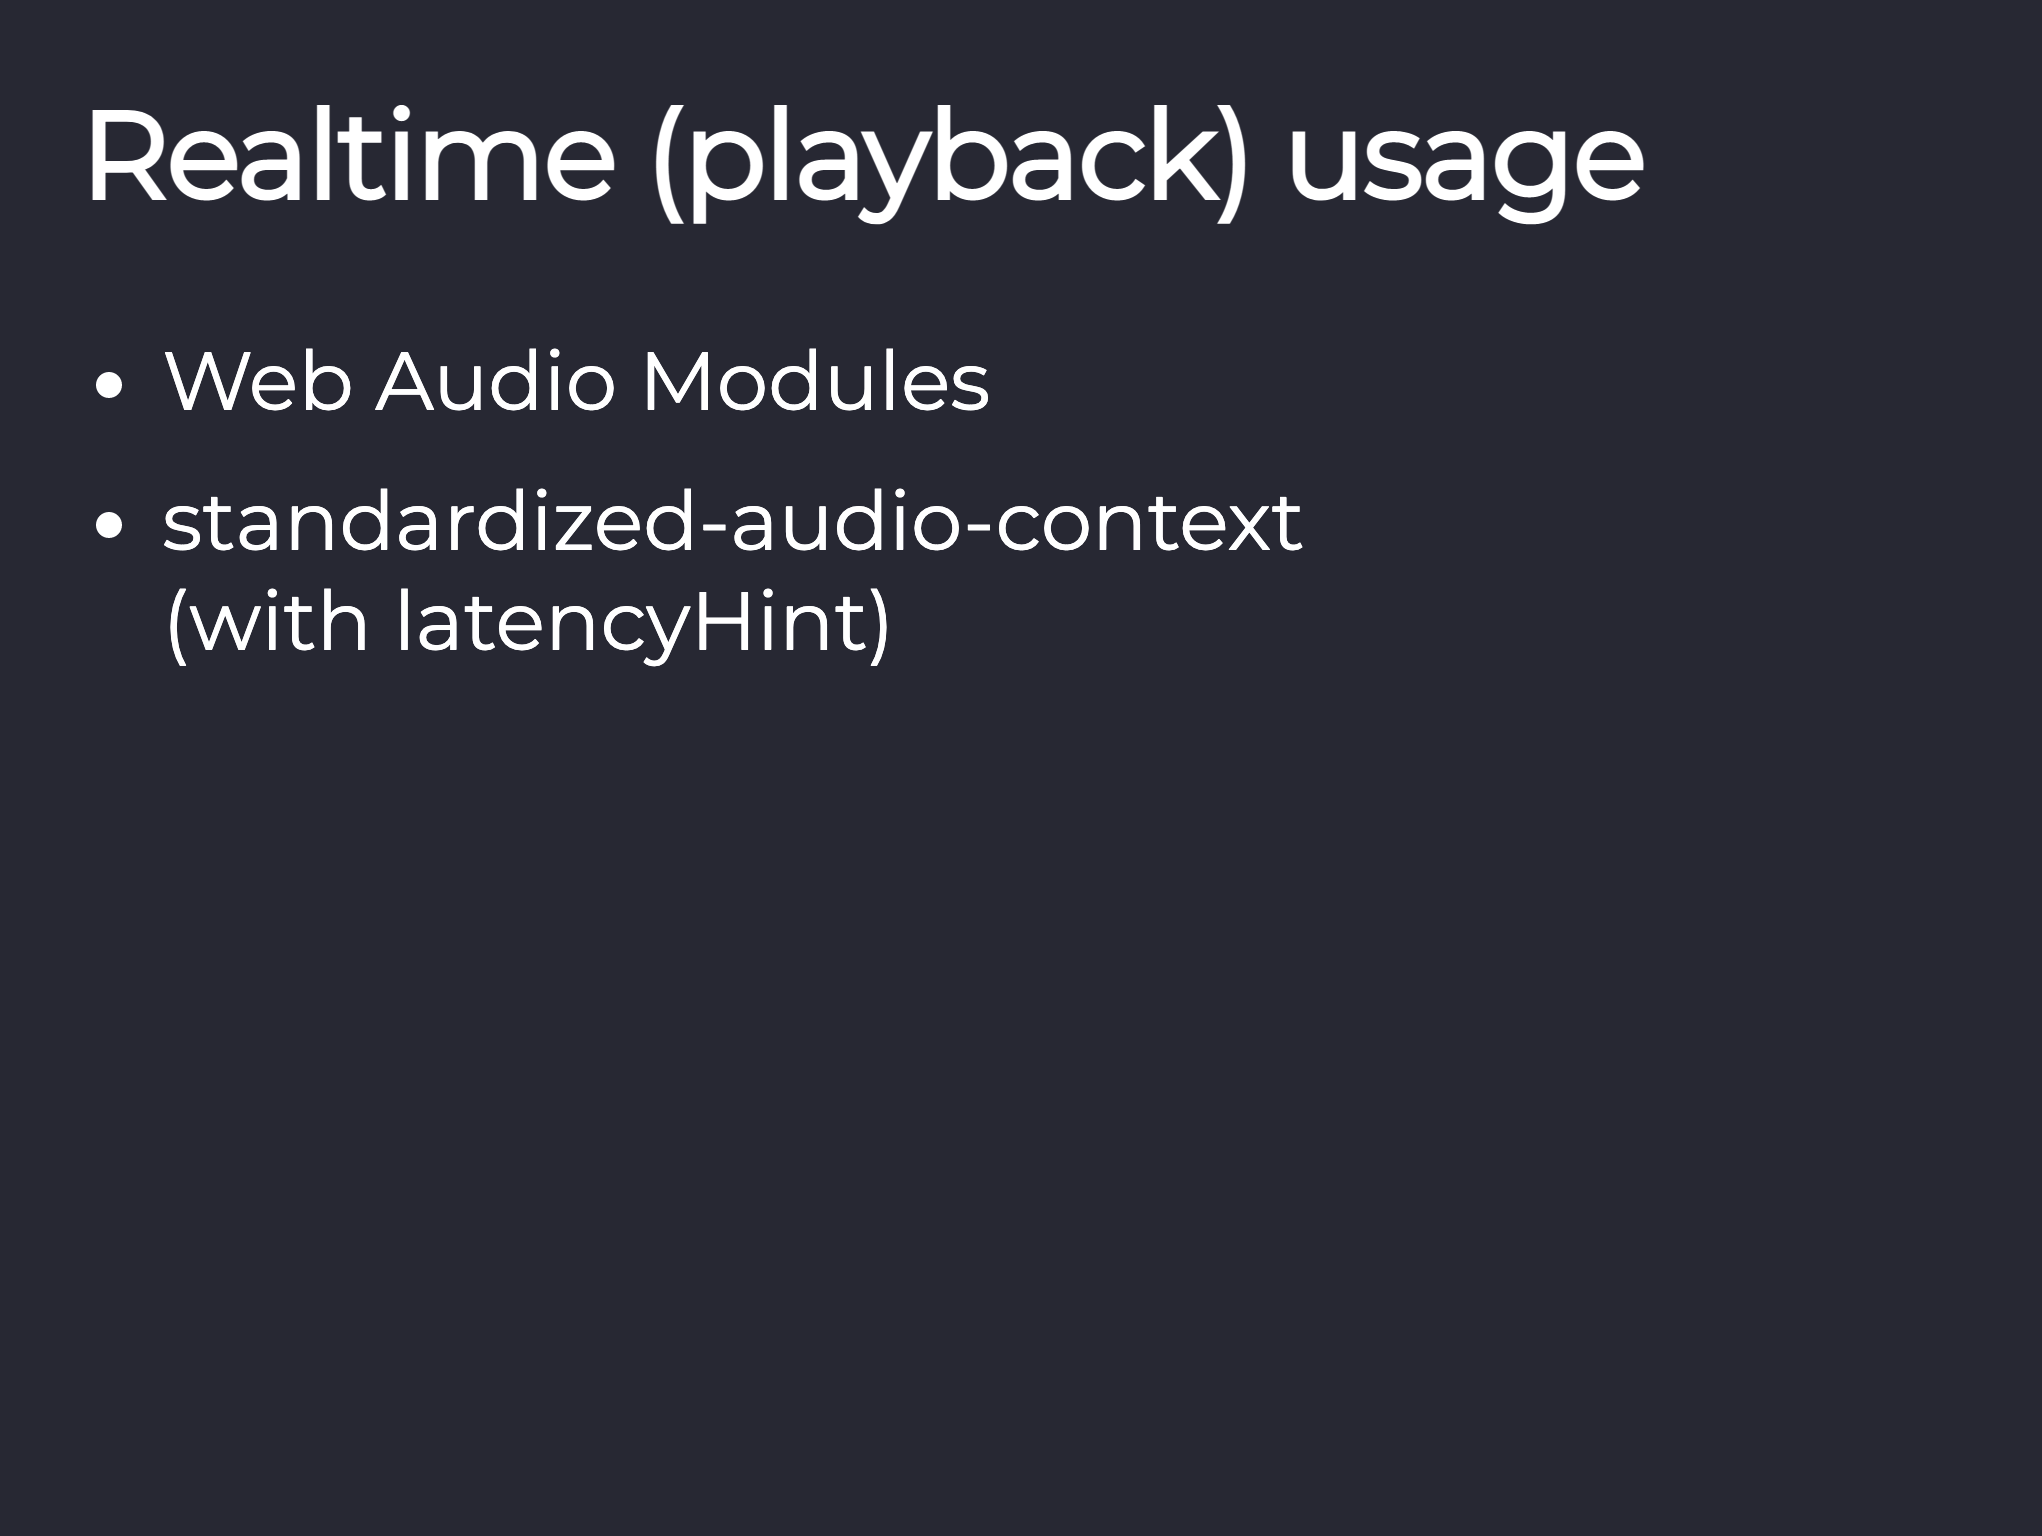 Realtime (playback) usage
• Web Audio Modules
• standardized-audio-context
(with latencyHint)